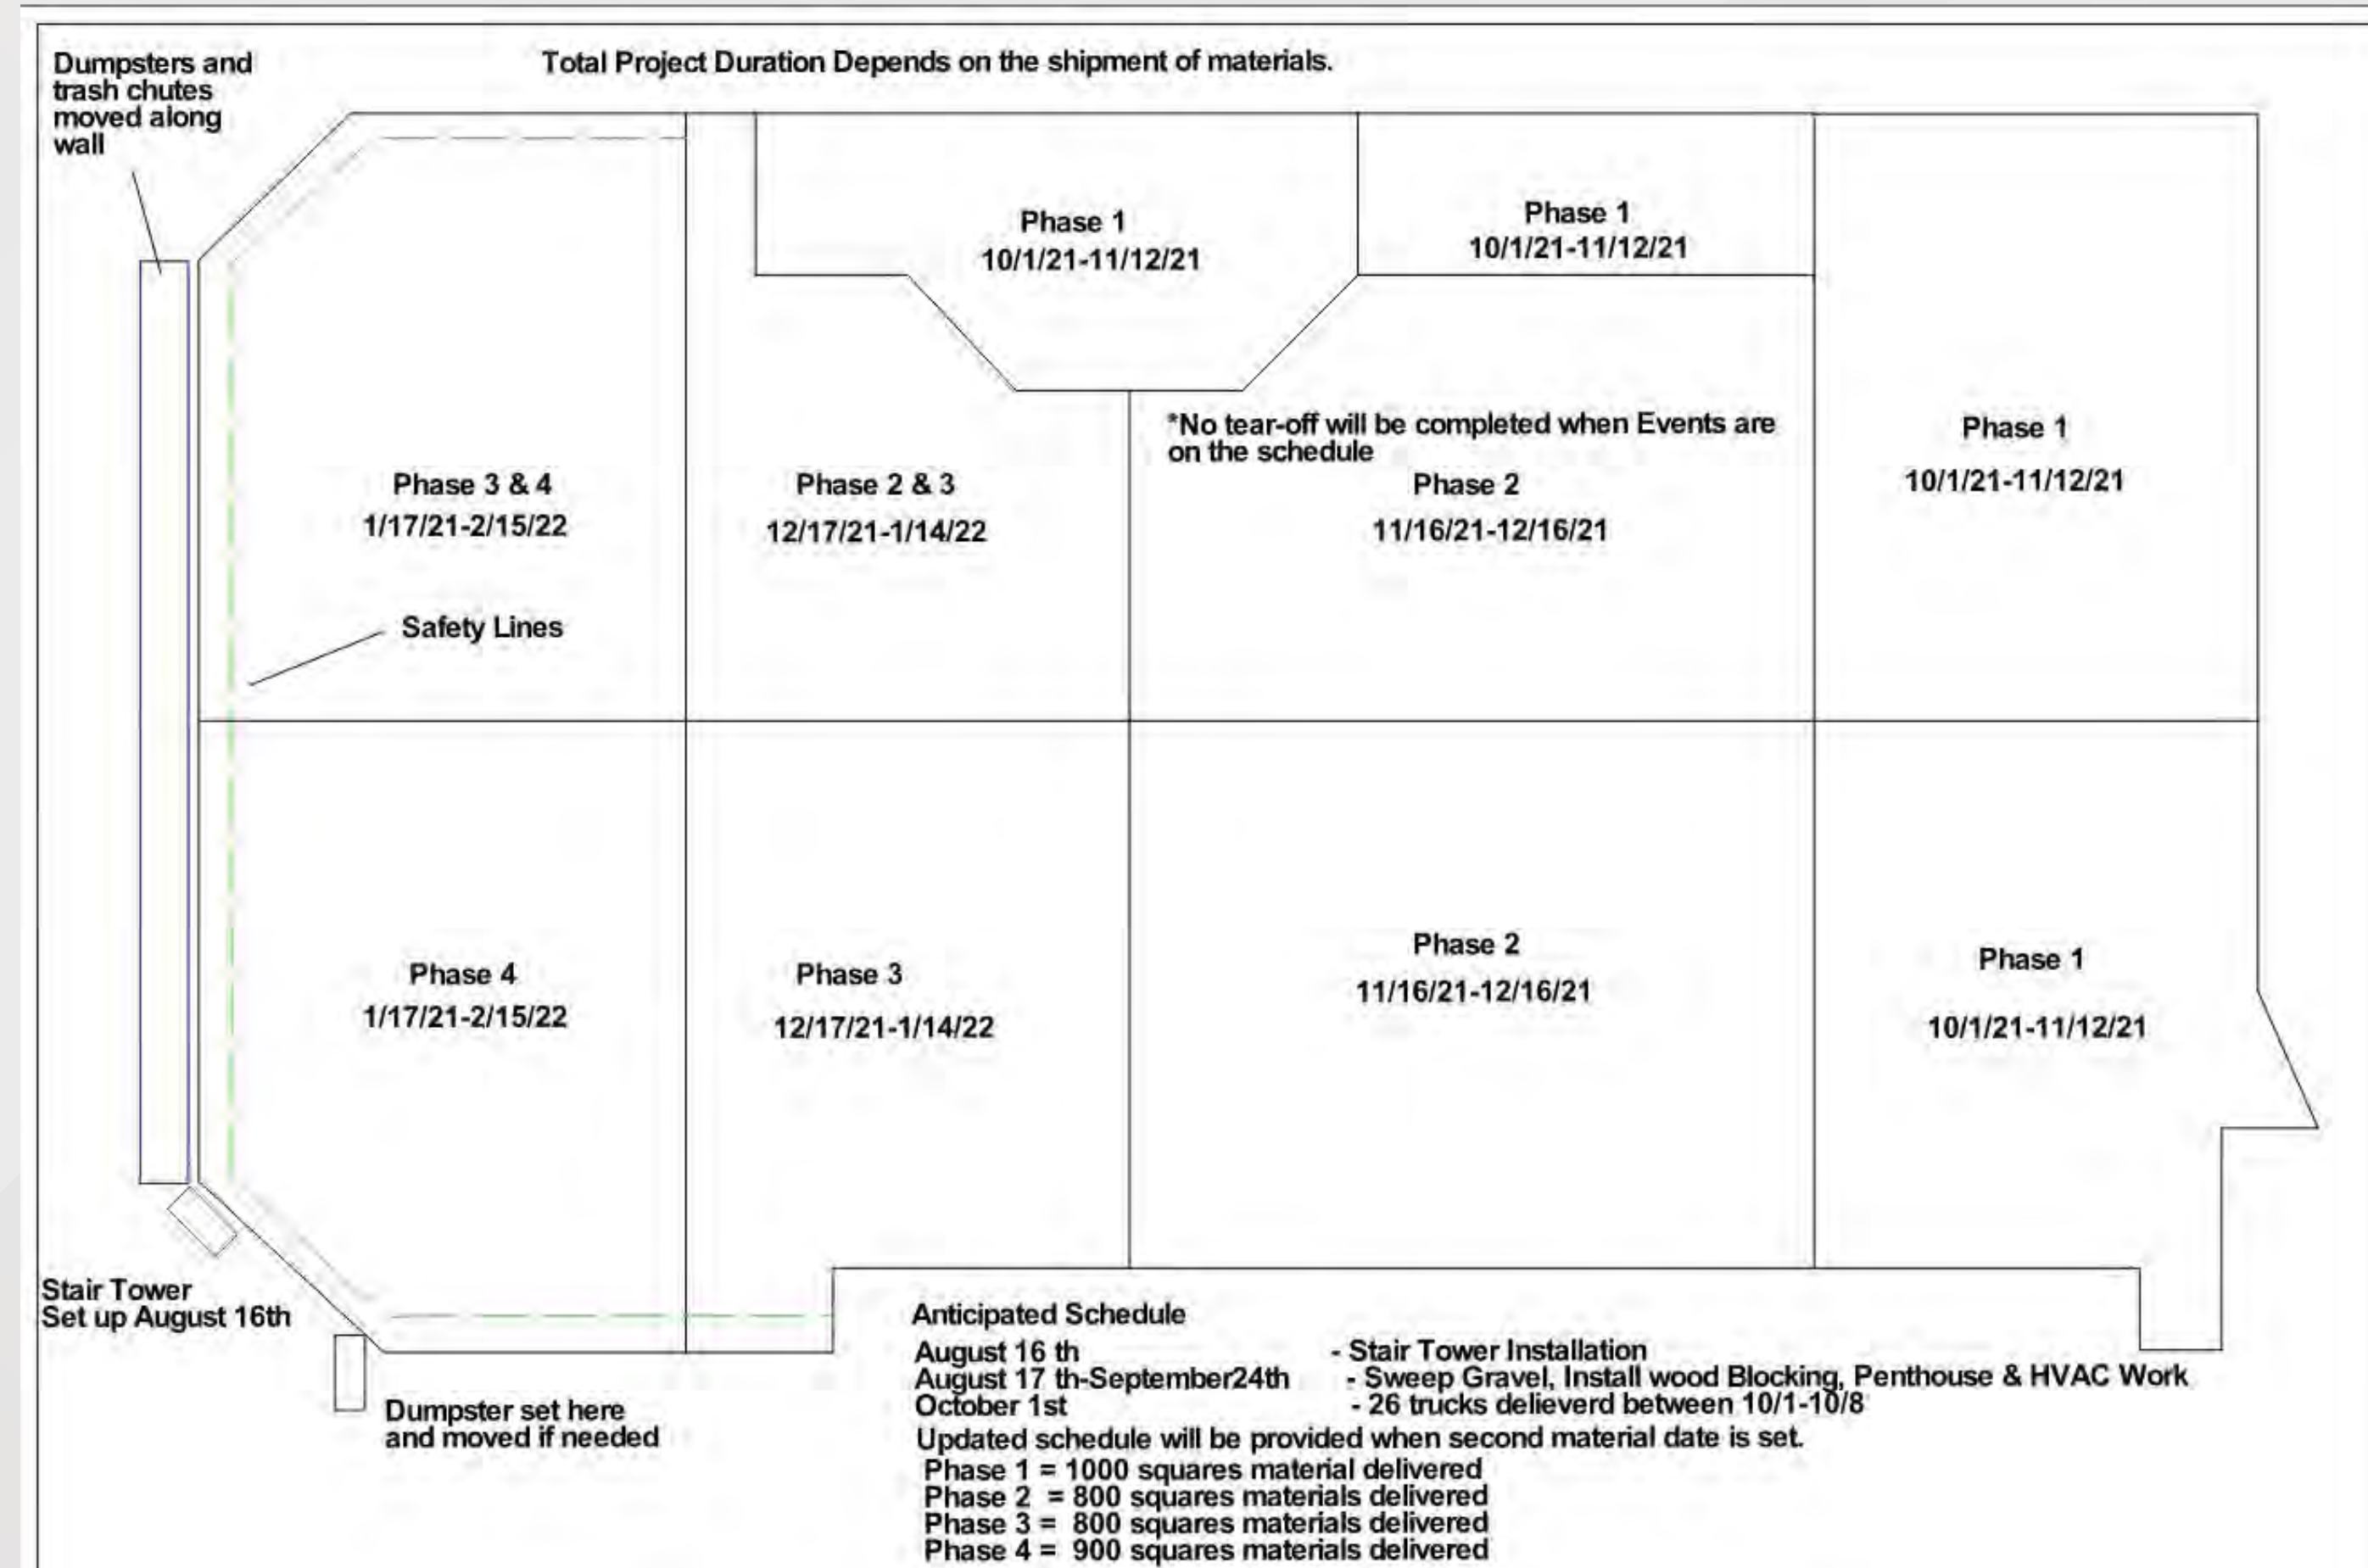 Dumpsters and
trash chutes
moved along
wall
Total Project Duration Depends on the shipment of materials.
Phase 1
10/1/21-11/12/21
Phase 1
10/1/21-11/12/21
*No tear-off will be completed when Events are
on the schedule
Phase 1
10/1/21-11/12/21
Phase 3 & 4
1/17/21-2/15/22
Phase 2 & 3
12/17/21-1/14/22
Phase 2
11/16/21-12/16/21
Safety Lines
Phase 4
1/17/21-2/15/22
Phase 3
12/17/21-1/14/22
Phase 2
11/16/21-12/16/21
Phase 1
10/1/21-11/12/21
Stair Tower
Set up August 16th
Dumpster set here
and moved if needed
Anticipated Schedule
August 16 th - Stair Tower Installation
August 17 th-September24th - Sweep Gravel, Install wood Blocking, Penthouse & HVAC Work
October 1st - 26 trucks delieverd between 10/1-10/8
Updated schedule will be provided when second material date is set.
Phase 1 = 1000 squares material delivered
Phase 2 = 800 squares materials delivered
Phase 3 = 800 squares materials delivered
Phase 4 = 900 squares materials delivered